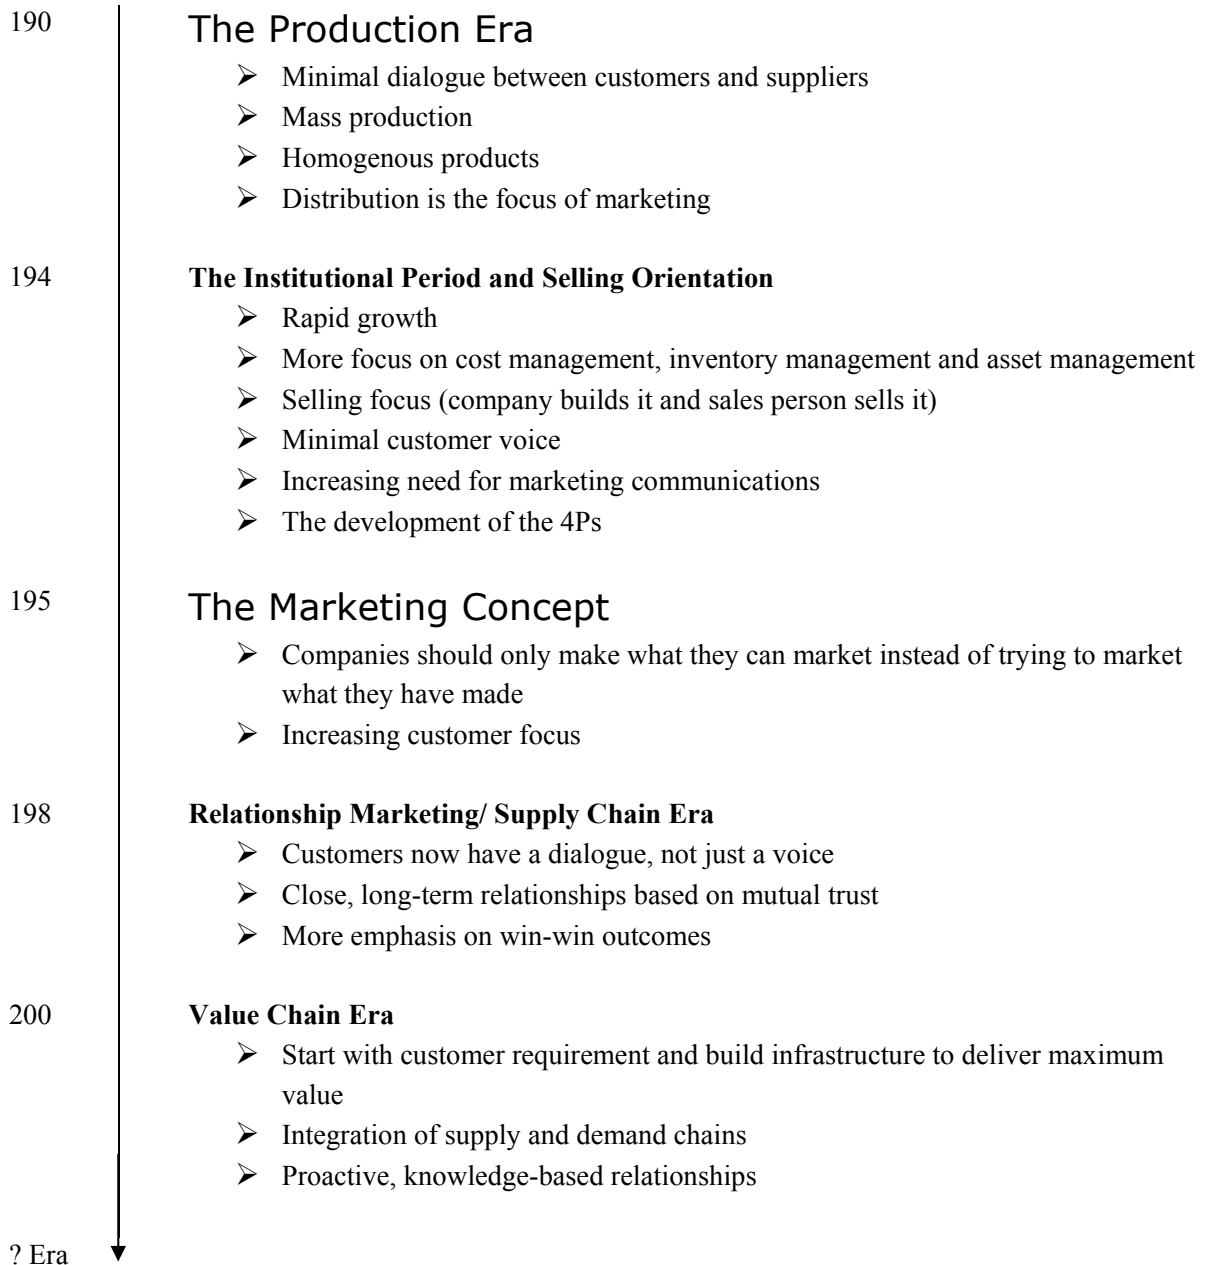 190
The Production Era
➢ Minimal dialogue between customers and suppliers
➢ Mass production
➢ Homogenous products
➢ Distribution is the focus of marketing
194
The Institutional Period and Selling Orientation
➢ Rapid growth
➢ More focus on cost management, inventory management and asset management
➢ Selling focus (company builds it and sales person sells it)
➢ Minimal customer voice
➢ Increasing need for marketing communications
➢ The development of the 4Ps
195
The Marketing Concept
➢ Companies should only make what they can market instead of trying to market
what they have made
➢ Increasing customer focus
198
Relationship Marketing/ Supply Chain Era
➢ Customers now have a dialogue, not just a voice
➢ Close, long-term relationships based on mutual trust
➢ More emphasis on win-win outcomes
200
Value Chain Era
➢ Start with customer requirement and build infrastructure to deliver maximum
value
➢ Integration of supply and demand chains
➢ Proactive, knowledge-based relationships
? Era